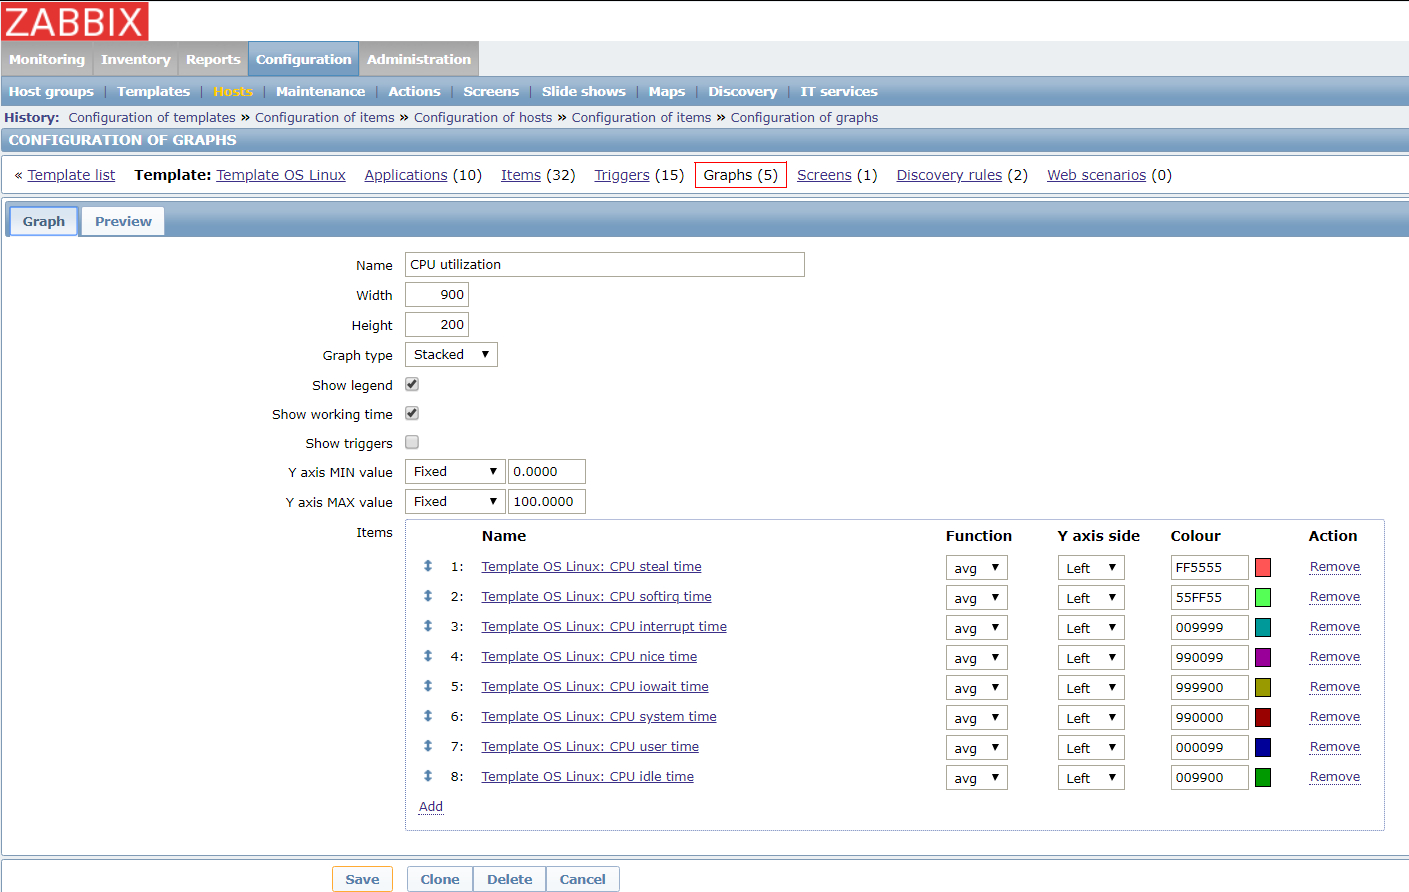 ZABBIX
Monitoring Inventory Reports Configuration Administration
Host groups | Templates | Hosts | Maintenance | Actions | Screens | Slide shows | Maps | Discovery | IT services
History: Configuration of templates » Configuration of items » Configuration of hosts » Configuration of items » Configuration of graphs
CONFIGURATION OF GRAPHS
« Template list Template: Template OS Linux Applications (10) Items (32) Triggers (15) Graphs (5) Screens (1) Discovery rules (2) Web scenarios (0)
Graph Preview
Name CPU utilization
Width 900
Height 200
Graph type Stacked
Show legend
Show working time
Show triggers
Y axis MIN value Fixed 0.0000
Y axis MAX value Fixed 100.0000
Items
Name Function Y axis side Colour Action
1: Template OS Linux: CPU steal time avg Left FF5555 Remove
2: Template OS Linux: CPU softirq time avg Left 55FF55 Remove
3: Template OS Linux: CPU interrupt time avg Left 009999 Remove
4: Template OS Linux: CPU nice time avg Left 990099 Remove
5: Template OS Linux: CPU iowait time avg Left 999900 Remove
6: Template OS Linux: CPU system time avg Left 990000 Remove
7: Template OS Linux: CPU user time avg Left 000099 Remove
8: Template OS Linux: CPU idle time avg Left 009900 Remove
Add
Save Clone Delete Cancel